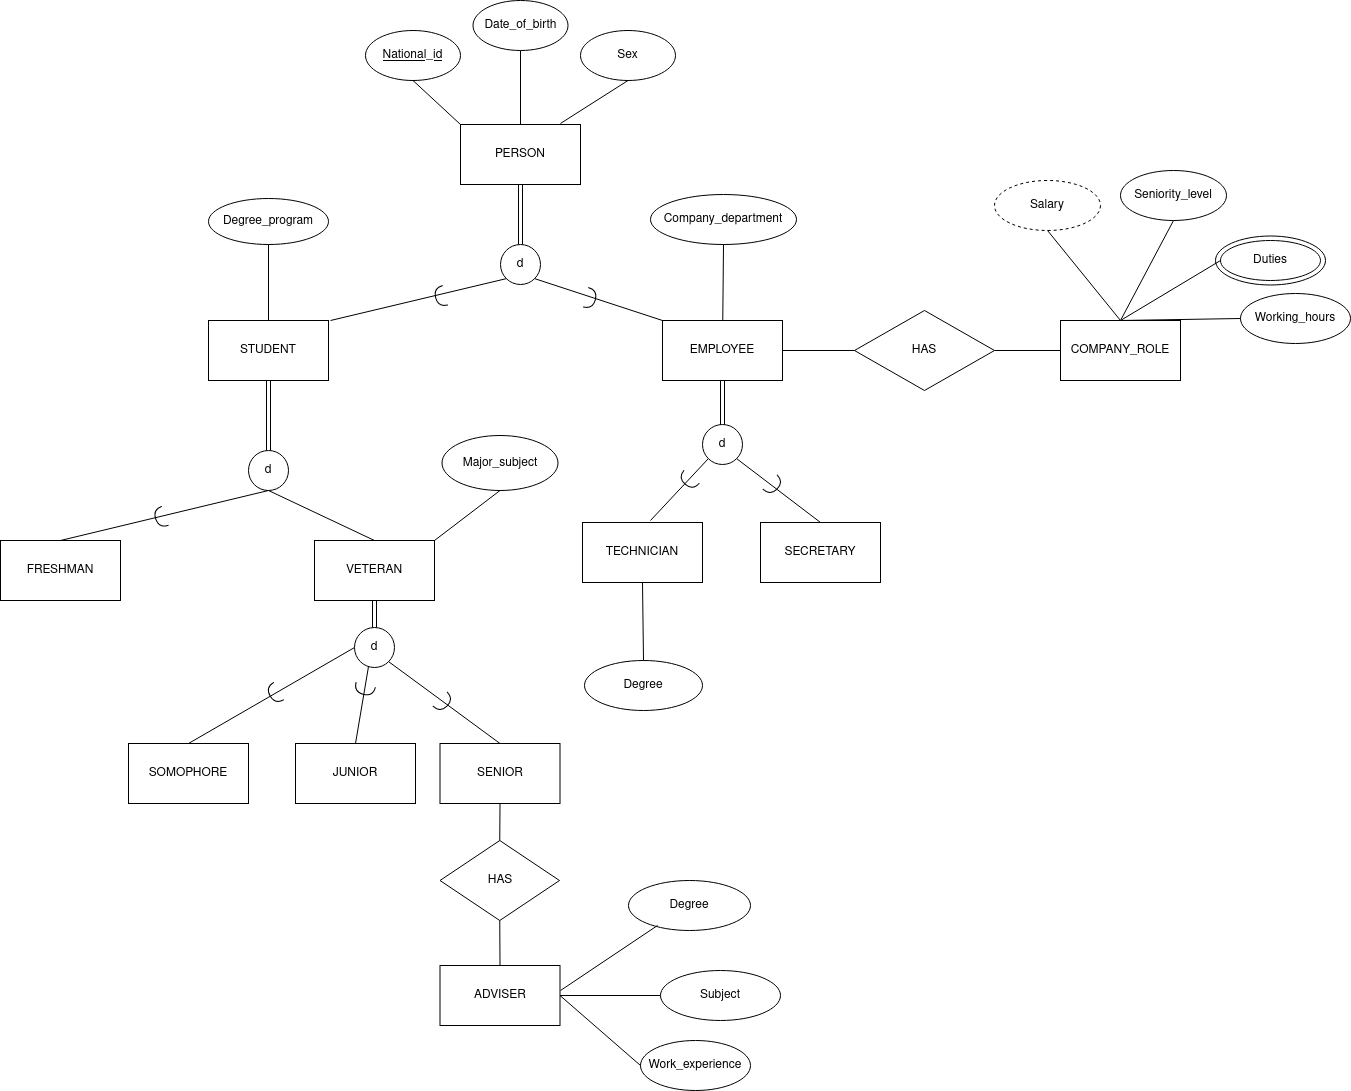 Date_of_birth
National_id
Sex
PERSON
Salary
Seniority_level
Degree_program
Company_department
Duties
d
Working_hours
STUDENT
EMPLOYEE
HAS
COMPANY_ROLE
d
Major_subject
d
FRESHMAN
VETERAN
TECHNICIAN
SECRETARY
d
Degree
SOMOPHORE
JUNIOR
SENIOR
HAS
Degree
ADVISER
Subject
Work_experience